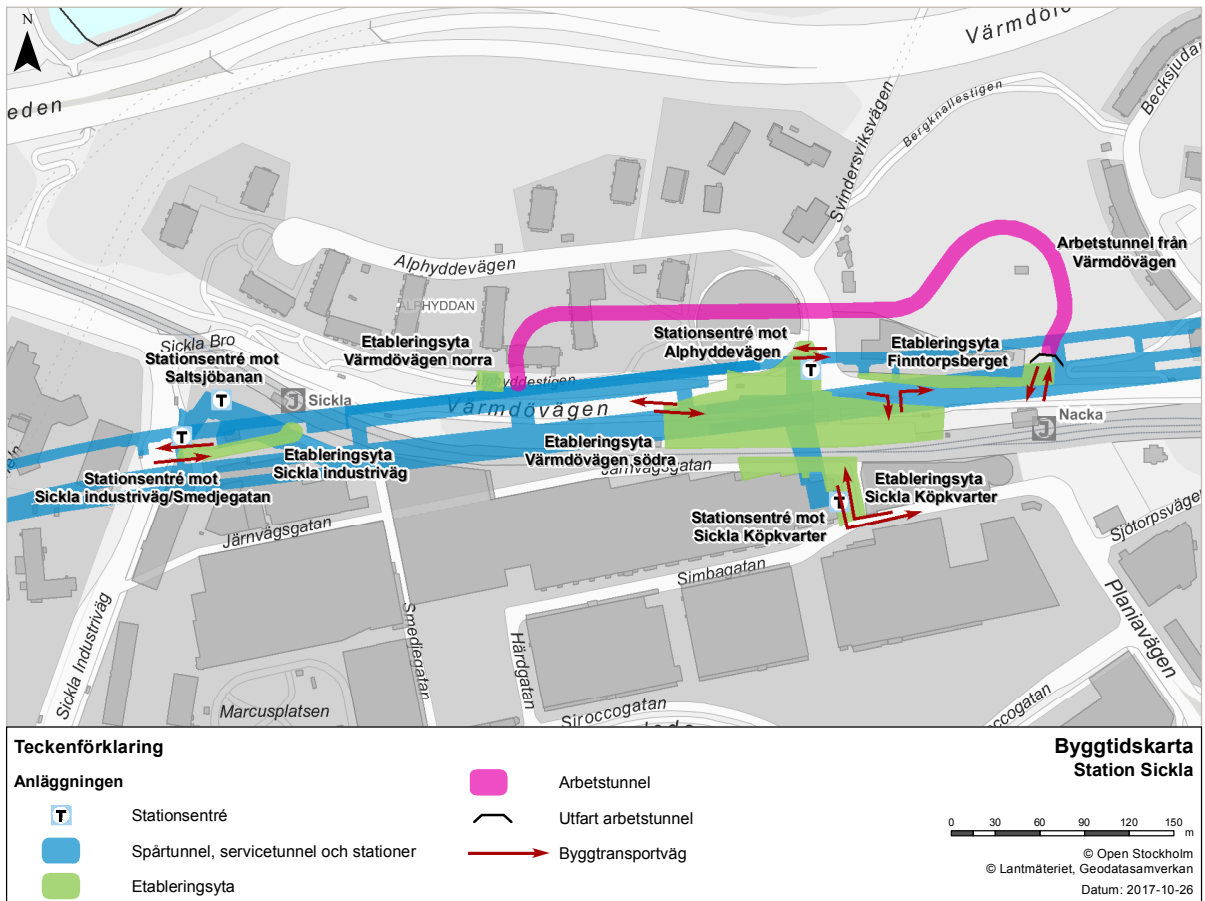 N
Värmdöl
eden
Becksjudar
Svindersviksvägen
Bergknallestigen
Alphyddevägen
Arbetstunnel från
Värmdövägen
ALPHYDDAN
Sickla Bro
Etableringsyta
Värmdövägen norra
Stationsentré mot
Alphyddevägen
Etableringsyta
Finntorpsberget
Stationsentré mot
Saltsjöbanan
Alphyddestigen
T
T
Sickla
Värmdövägen
Nacka
T
Etableringsyta
Sickla industriväg
Etableringsyta
Värmdövägen södra
Järnvägsgatan
Stationsentré mot
Sickla industriväg/Smedjegatan
Etableringsyta
Sickla Köpkvarter
T
Stationsentré mot
Sickla Köpkvarter
Järnvägsgatan
Sjötorpsvägen
Simbagatan
Planiavägen
Sickla Industriväg
Smedjegatan
Härdgatan
Marcusplatsen
Siroccogatan
occogatan
Teckenförklaring
Anläggningen
T
Stationsentré
Spårtunnel, servicetunnel och stationer
Etableringsyta
Arbetstunnel
Utfart arbetstunnel
Byggtransportväg
Byggtidskarta
Station Sickla
0 30 60 90 120 150
m
© Open Stockholm
© Lantmäteriet, Geodatasamverkan
Datum: 2017-10-26